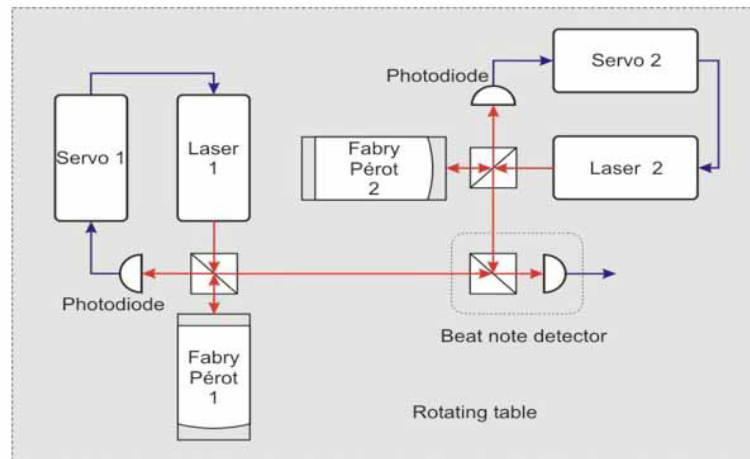 Photodiode
Servo 2
Servo 1
Laser
1
Fabry
Pérot
2
Laser 2
Photodiode
Beat note detector
Fabry
Pérot
1
Rotating table